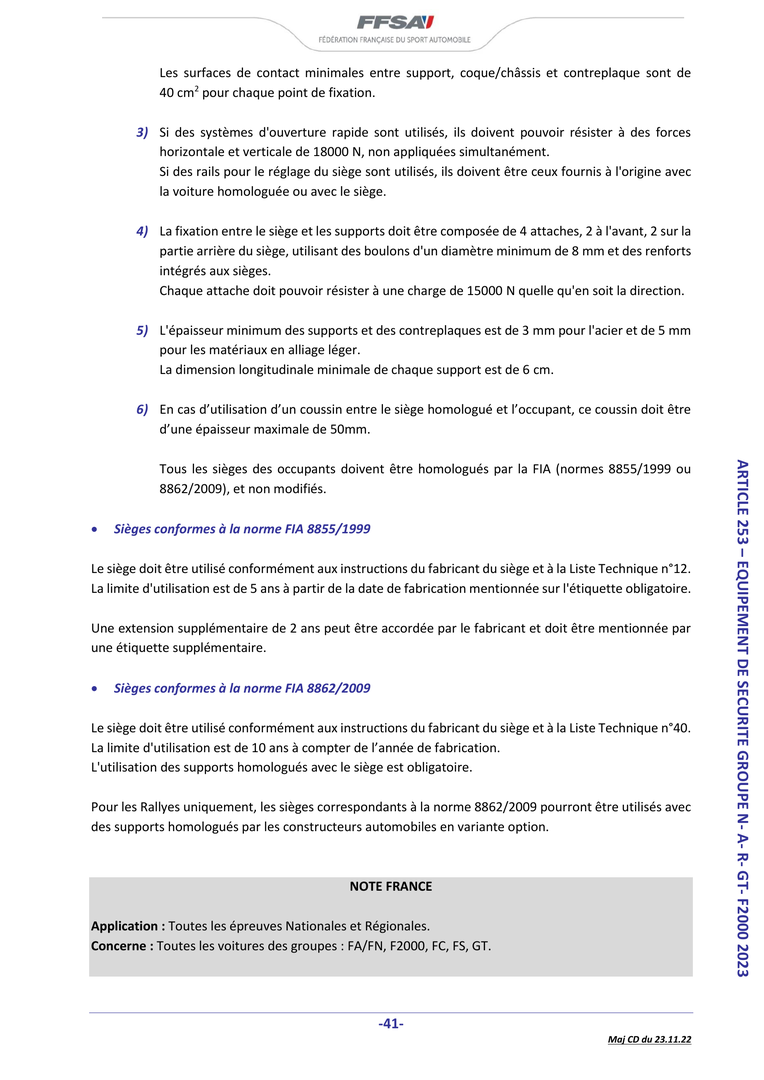 FFSA
FÉDÉRATION FRANÇAISE DU SPORT AUTOMOBILE
Les surfaces de contact minimales entre support, coque/châssis et contreplaque sont de
40 cm² pour chaque point de fixation.
3) Si des systèmes d'ouverture rapide sont utilisés, ils doivent pouvoir résister à des forces
horizontale et verticale de 18000 N, non appliquées simultanément.
Si des rails pour le réglage du siège sont utilisés, ils doivent être ceux fournis à l'origine avec
la voiture homologuée ou avec le siège.
4) La fixation entre le siège et les supports doit être composée de 4 attaches, 2 à l'avant, 2 sur la
partie arrière du siège, utilisant des boulons d'un diamètre minimum de 8 mm et des renforts
intégrés aux sièges.
Chaque attache doit pouvoir résister à une charge de 15000 N quelle qu'en soit la direction.
5) L'épaisseur minimum des supports et des contreplaques est de 3 mm pour l'acier et de 5 mm
pour les matériaux en alliage léger.
La dimension longitudinale minimale de chaque support est de 6 cm.
6) En cas d’utilisation d’un coussin entre le siège homologué et l’occupant, ce coussin doit être
d’une épaisseur maximale de 50mm.
Tous les sièges des occupants doivent être homologués par la FIA (normes 8855/1999 ou
8862/2009), et non modifiés.
• Sièges conformes à la norme FIA 8855/1999
Le siège doit être utilisé conformément aux instructions du fabricant du siège et à la Liste Technique n°12.
La limite d'utilisation est de 5 ans à partir de la date de fabrication mentionnée sur l'étiquette obligatoire.
Une extension supplémentaire de 2 ans peut être accordée par le fabricant et doit être mentionnée par
une étiquette supplémentaire.
• Sièges conformes à la norme FIA 8862/2009
Le siège doit être utilisé conformément aux instructions du fabricant du siège et à la Liste Technique n°40.
La limite d'utilisation est de 10 ans à compter de l’année de fabrication.
L'utilisation des supports homologués avec le siège est obligatoire.
Pour les Rallyes uniquement, les sièges correspondants à la norme 8862/2009 pourront être utilisés avec
des supports homologués par les constructeurs automobiles en variante option.
NOTE FRANCE
Application : Toutes les épreuves Nationales et Régionales.
Concerne : Toutes les voitures des groupes : FA/FN, F2000, FC, FS, GT.
ARTICLE 253 – EQUIPEMENT DE SECURITE GROUPE N- A- R- GT- F2000 2023
-41-
Maj CD du 23.11.22